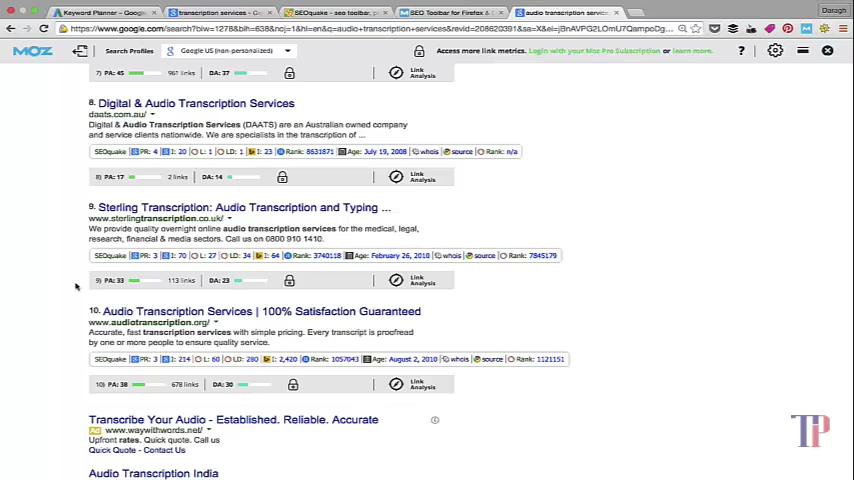 Keyword Planner – Google
transcription services - Go
SEOquake - seo toolbar, p
SEO Toolbar for Firefox &
audio transcription servic
Daragh
https://www.google.com/search?biw=1278&bih=638&noj=1&hl=en&q=audio+transcription+services&revid=208620391&sa=X&ei=
MOZ
Search Profiles
Google US (non-personalized)
Access more link metrics. Login with your Moz Pro Subscription or learn more.
?
7) PA: 45 961 links DA: 37 Link Analysis
8. Digital & Audio Transcription Services
daats.com.au/
Digital & Audio Transcription Services (DAATS) are an Australian owned company
and service clients nationwide. We are specialists in the transcription of ...
SEOquake PR: 4 I: 20 L: 1 LD: 1 I: 23 Rank: 8631871 Age: July 19, 2008 whois source Rank: n/a
8) PA: 17 2 links DA: 14 Link Analysis
9. Sterling Transcription: Audio Transcription and Typing ...
www.sterlingtranscription.co.uk/
We provide quality overnight online audio transcription services for the medical, legal,
research, financial & media sectors. Call us on 0800 910 1410.
SEOquake PR: 3 I: 70 L: 27 LD: 34 I: 64 Rank: 3740118 Age: February 26, 2010 whois source Rank: 7845179
9) PA: 33 113 links DA: 23 Link Analysis
10. Audio Transcription Services | 100% Satisfaction Guaranteed
www.audiotranscription.org/
Accurate, fast transcription services with simple pricing. Every transcript is proofread
by one or more people to ensure quality service.
SEOquake PR: 3 I: 214 L: 60 LD: 280 I: 2,420 Rank: 1057043 Age: August 2, 2010 whois source Rank: 1121151
10) PA: 38 678 links DA: 30 Link Analysis
Transcribe Your Audio - Established. Reliable. Accurate
Ad www.waywithwords.net/
Upfront rates. Quick quote. Call us
Quick Quote - Contact Us
Audio Transcription India
TP